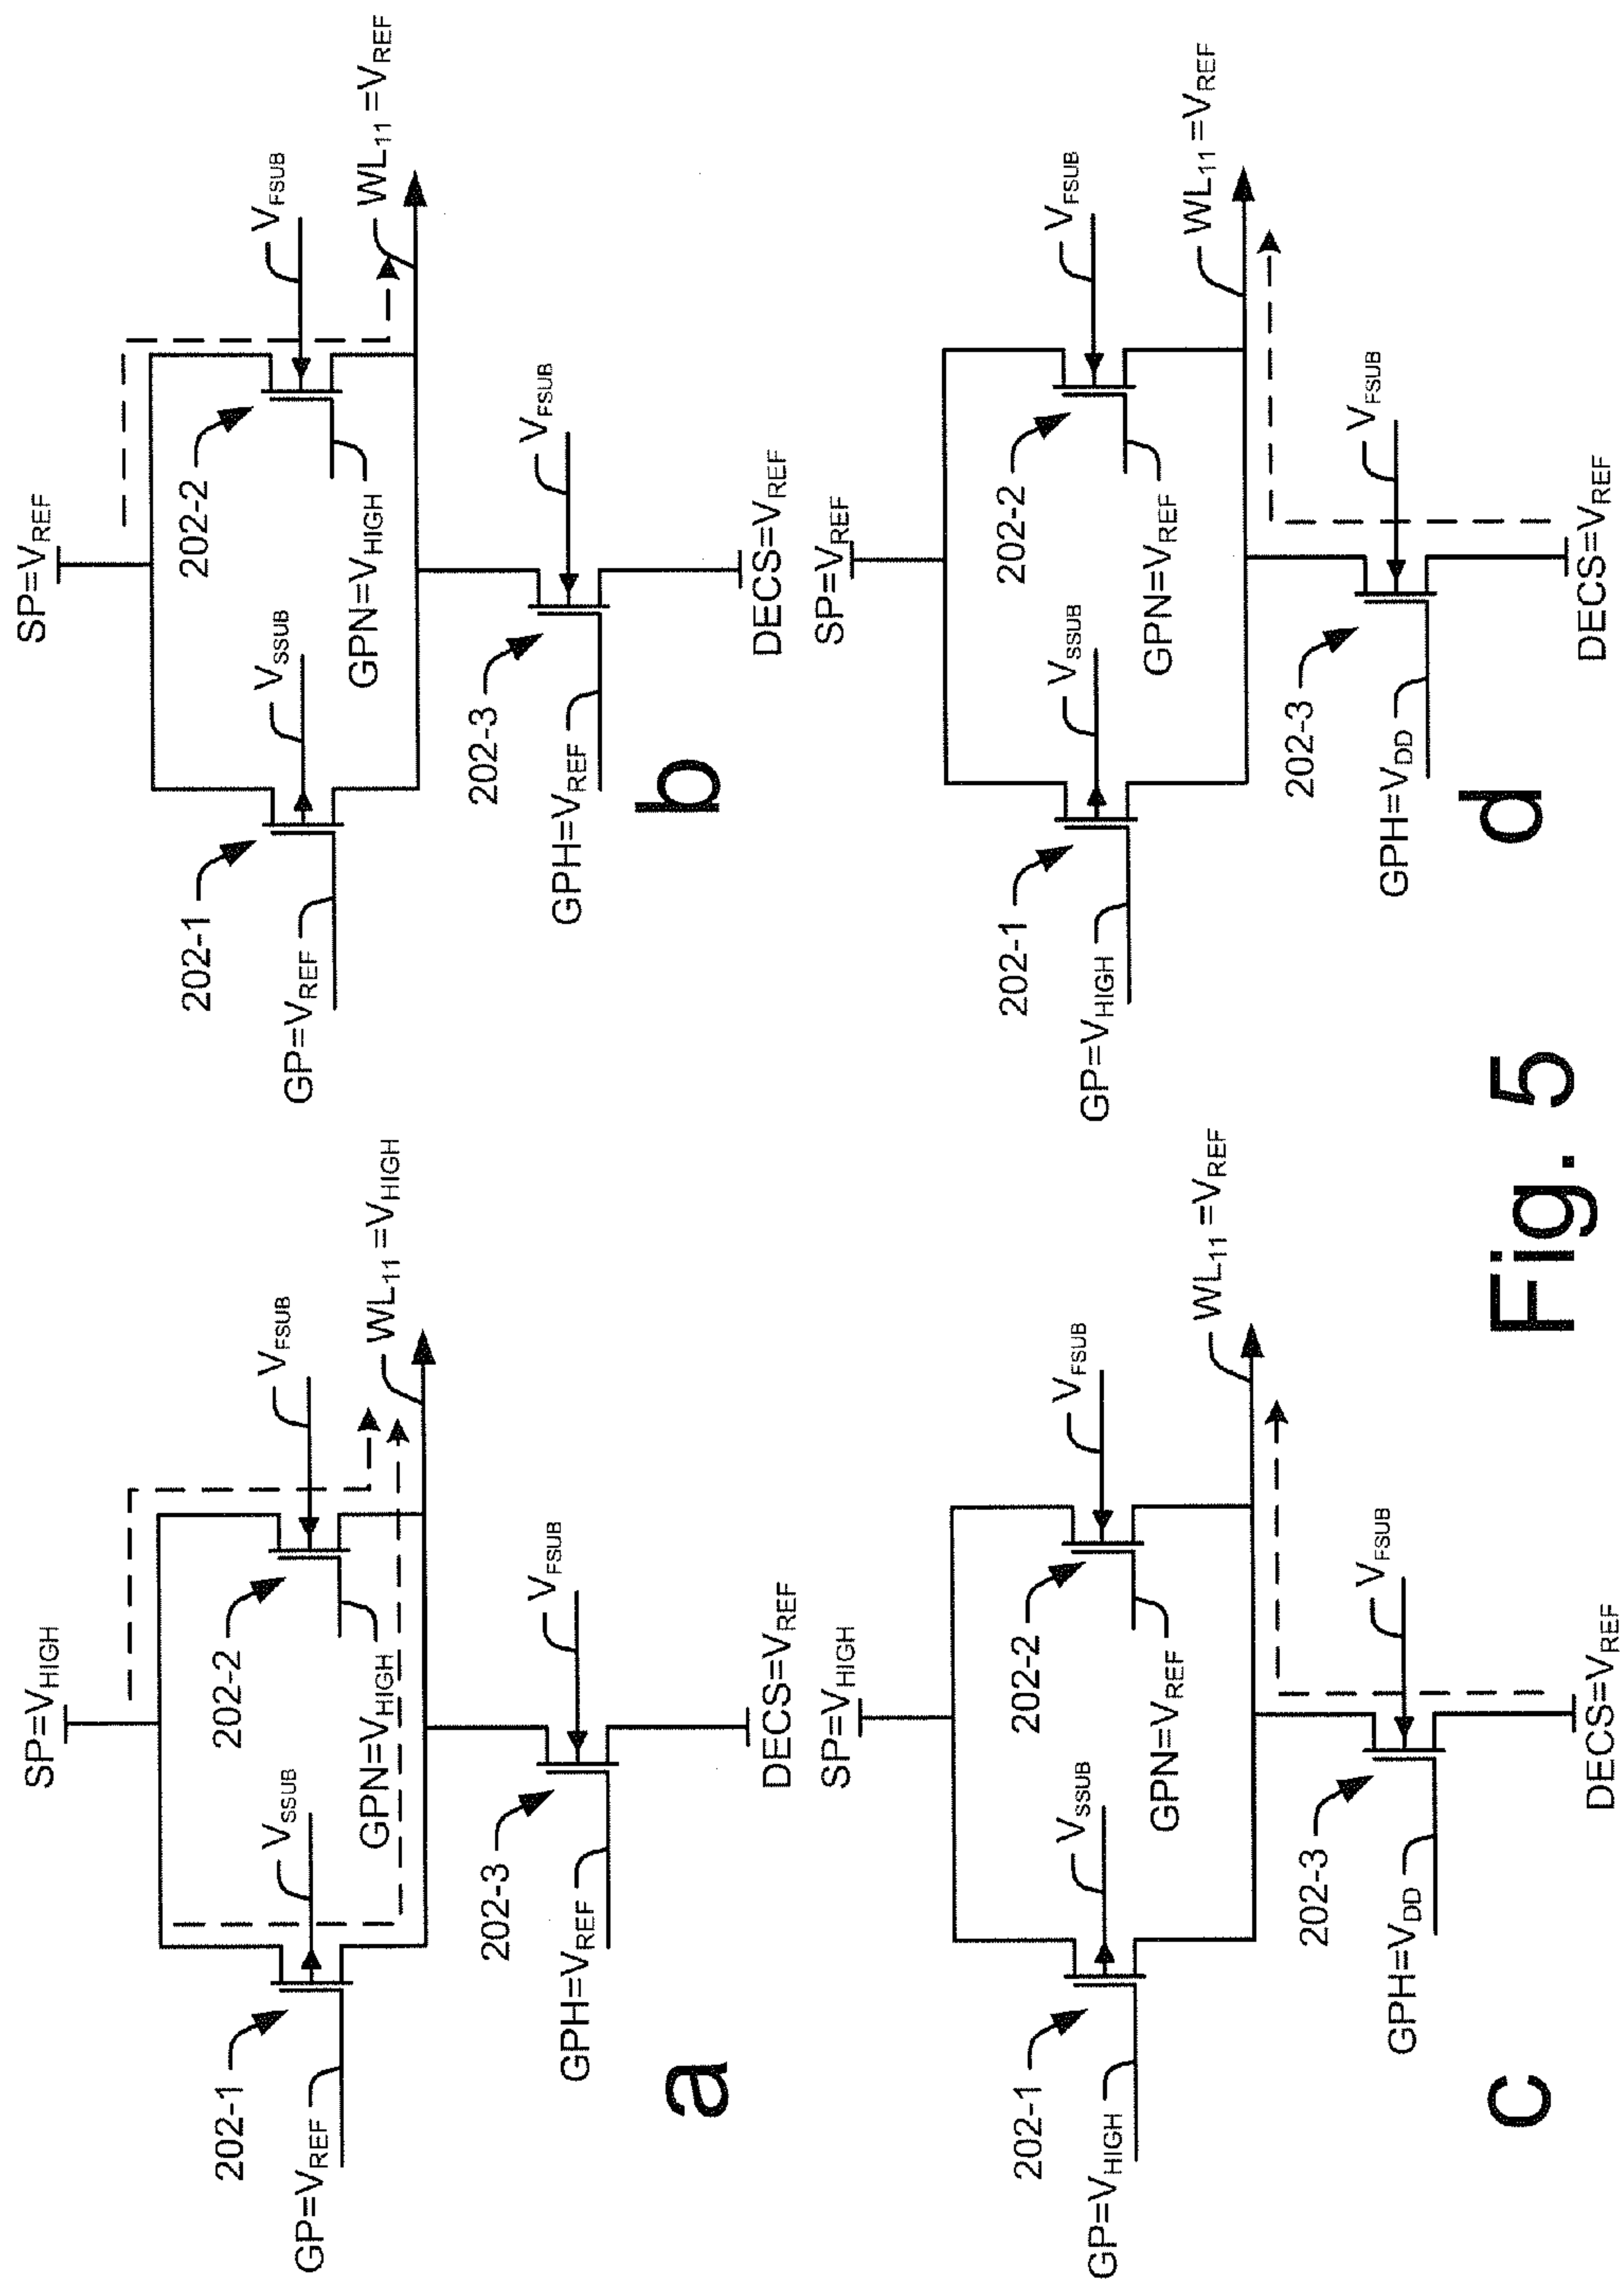 SP=V_HIGH
202-1
V_SSUB
202-2
V_FSUB
GP=V_REF
GPN=V_HIGH
WL_11 =V_HIGH
202-3
V_FSUB
GPH=V_REF
DECS=V_REF
a
SP=V_REF
202-1
V_SSUB
202-2
V_FSUB
GP=V_REF
GPN=V_HIGH
WL_11 =V_REF
202-3
V_FSUB
GPH=V_REF
DECS=V_REF
b
SP=V_HIGH
202-1
V_SSUB
202-2
V_FSUB
GP=V_HIGH
GPN=V_REF
WL_11 =V_REF
202-3
V_FSUB
GPH=V_DD
DECS=V_REF
c
SP=V_REF
202-1
V_SSUB
202-2
V_FSUB
GP=V_HIGH
GPN=V_REF
WL_11 =V_REF
202-3
V_FSUB
GPH=V_DD
DECS=V_REF
d
Fig. 5